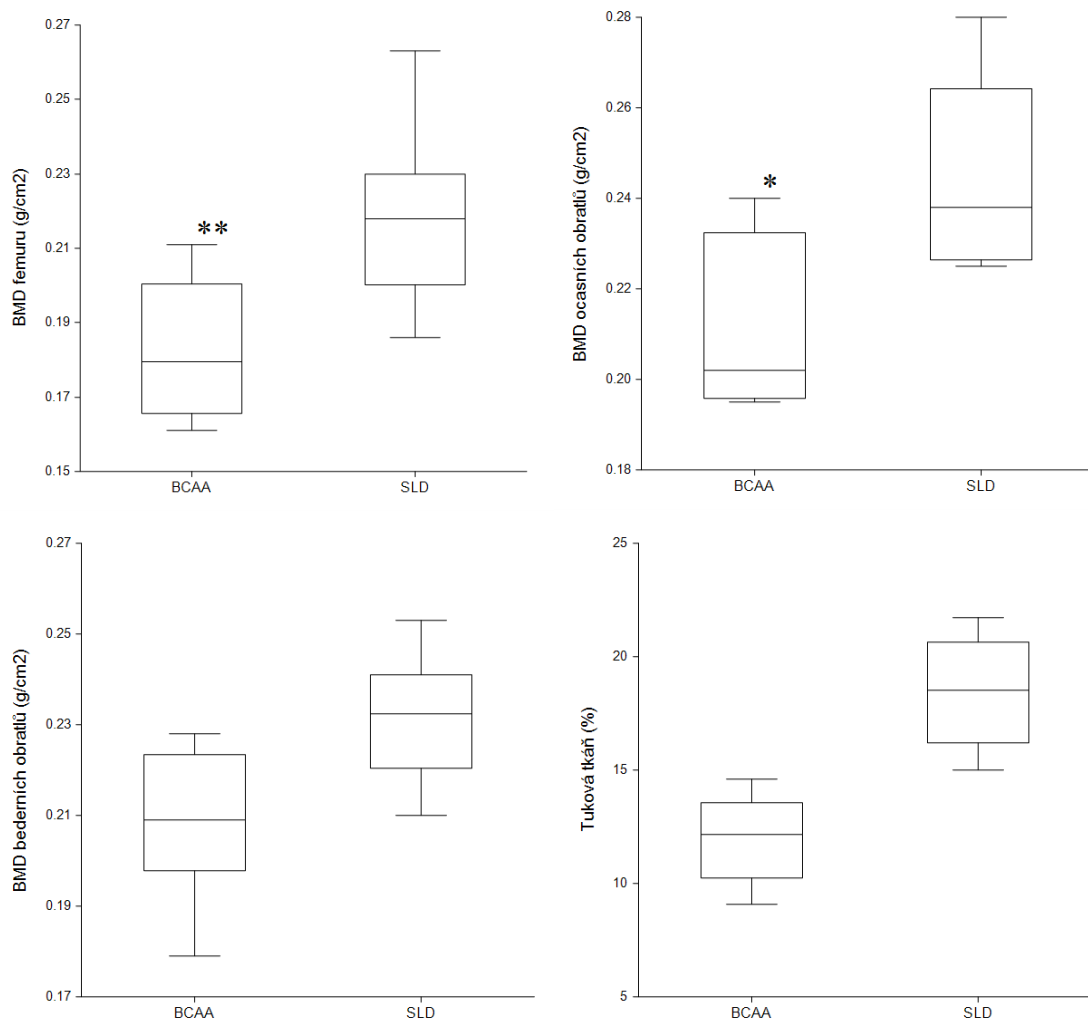 BMD femuru (g/cm2)
0.27
0.25
0.23
0.21
0.19
0.17
0.15
**
BCAA
SLD
BMD ocasních obratlů (g/cm2)
0.28
0.26
0.24
0.22
0.20
0.18
*
BCAA
SLD
BMD bederních obratlů (g/cm2)
0.27
0.25
0.23
0.21
0.19
0.17
BCAA
SLD
Tuková tkáň (%)
25
20
15
10
5
BCAA
SLD